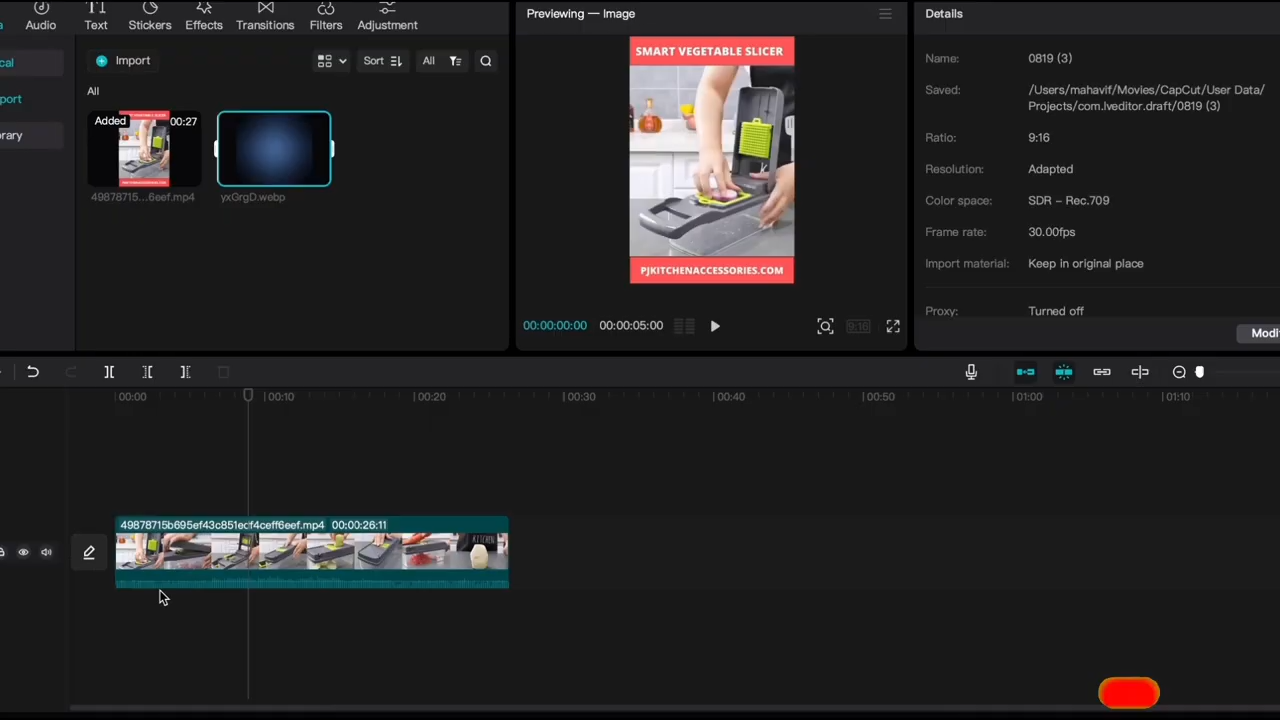 Audio
Text
Stickers
Effects
Transitions
Filters
Adjustment
Import
Sort
All
All
Added
00:27
49878715...6eef.mp4
yxGrgD.webp
Previewing — Image
SMART VEGETABLE SLICER
PJKITCHENACCESSORIES.COM
00:00:00:00
00:00:05:00
9:16
Details
Name:
0819 (3)
Saved:
/Users/mahavif/Movies/CapCut/User Data/
Projects/com.lveditor.draft/0819 (3)
Ratio:
9:16
Resolution:
Adapted
Color space:
SDR – Rec.709
Frame rate:
30.00fps
Import material:
Keep in original place
Proxy:
Turned off
00:00
00:10
00:20
00:30
00:40
00:50
01:00
01:10
49878715b695ef43c851edf4ceff6eef.mp4 00:00:26:11